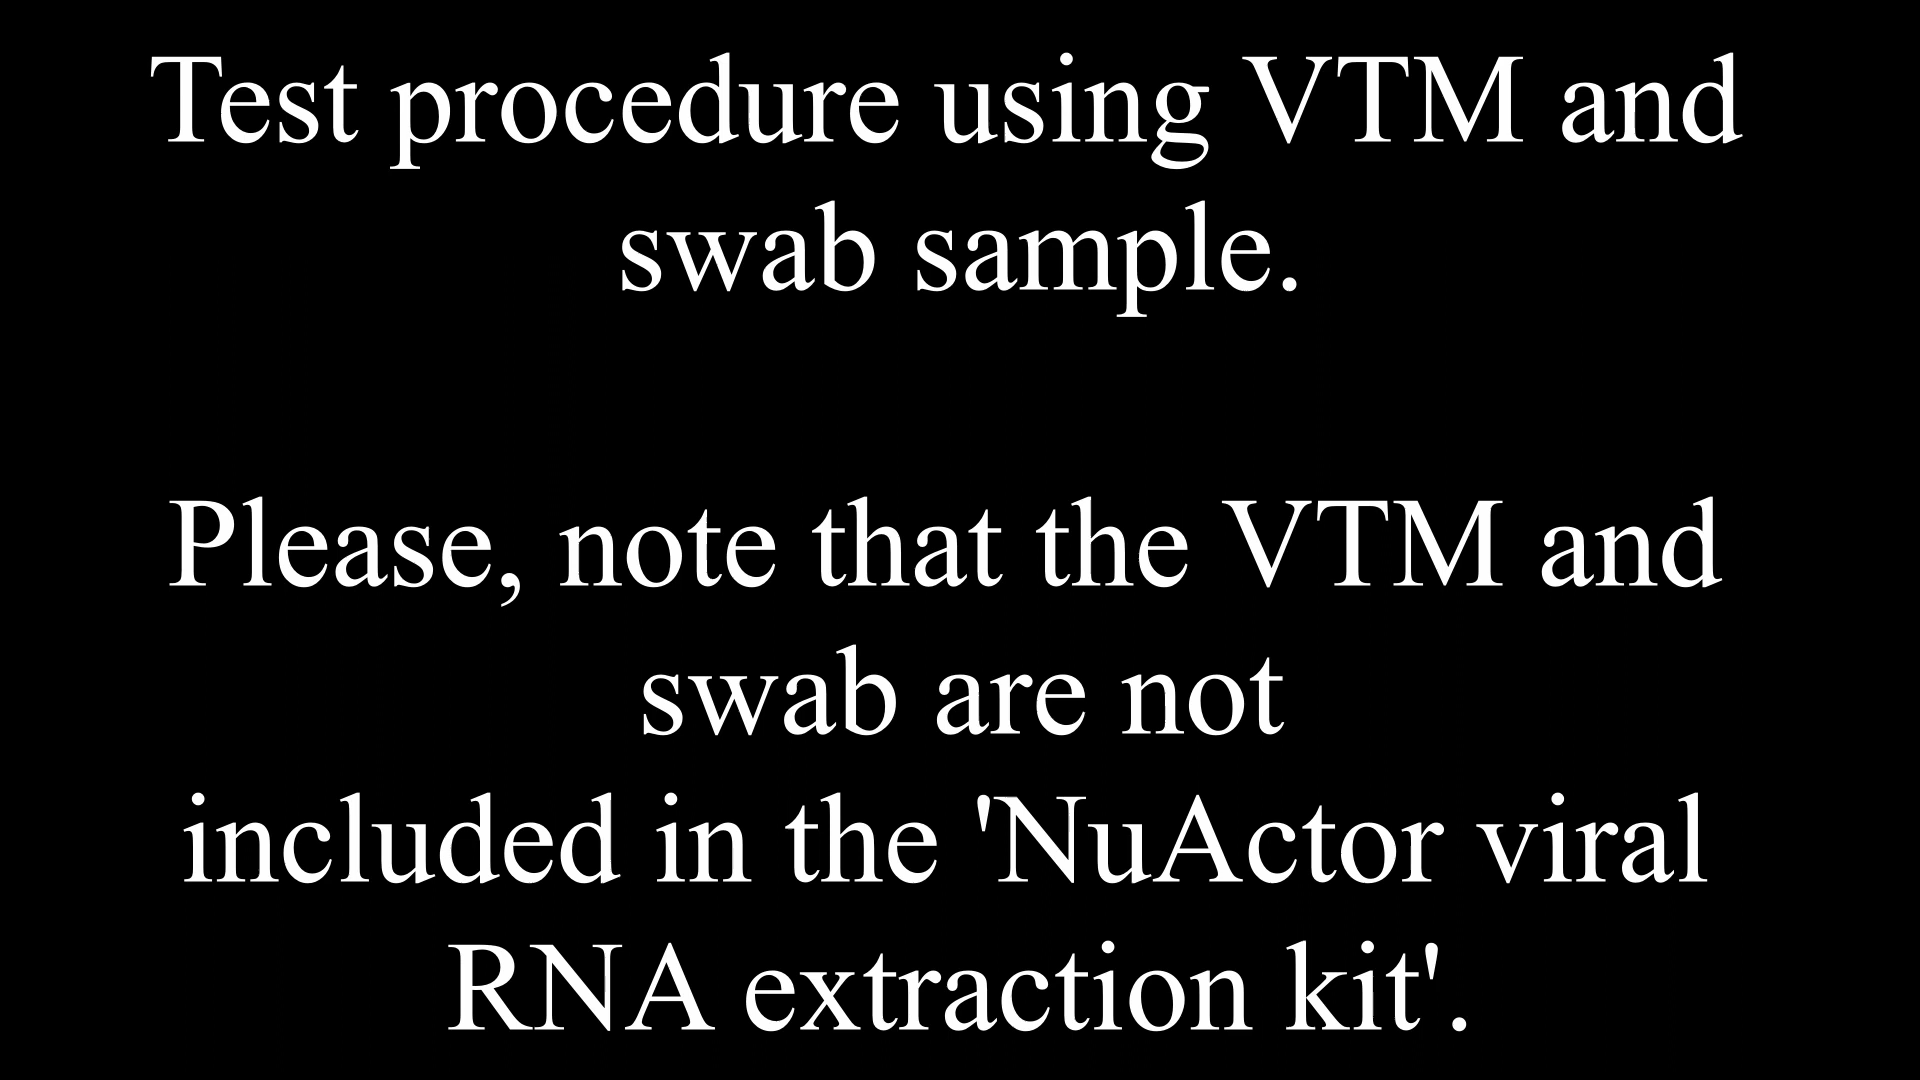 Test procedure using VTM and
swab sample.
Please, note that the VTM and
swab are not
included in the 'NuActor viral
RNA extraction kit'.